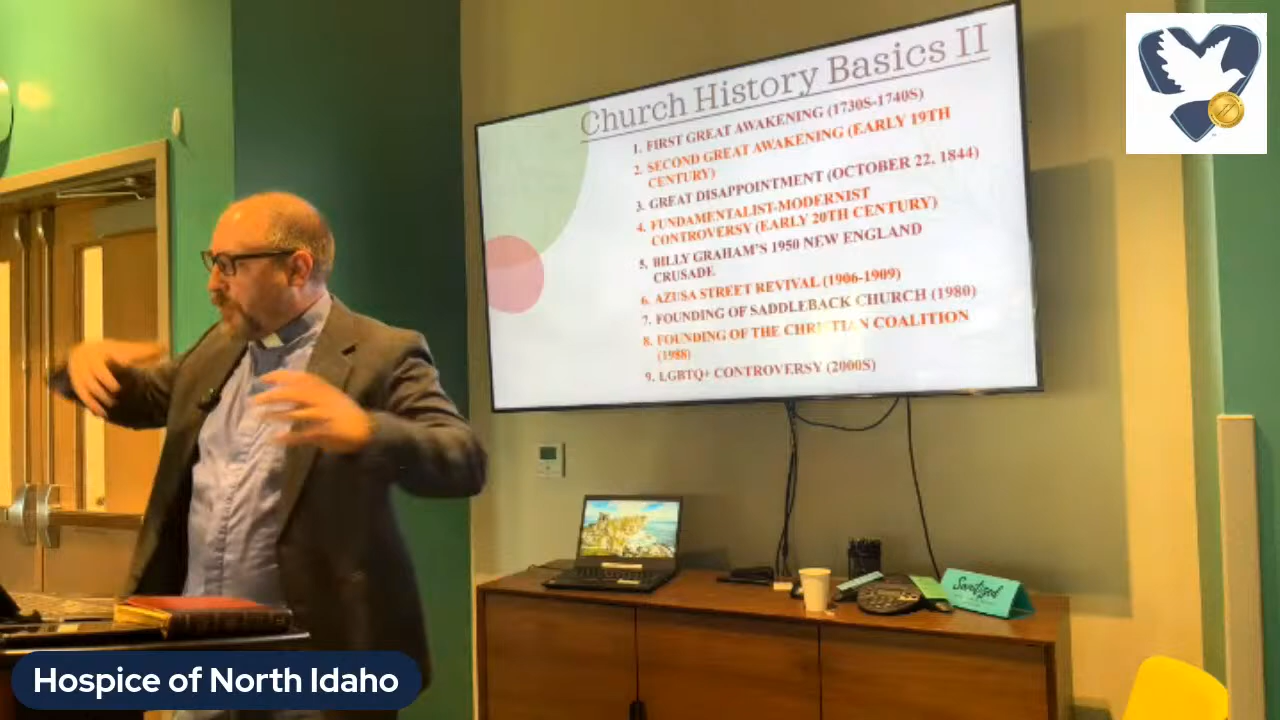 Church History Basics II
1. FIRST GREAT AWAKENING (1730S-1740S)
2. SECOND GREAT AWAKENING (EARLY 19TH
CENTURY)
3. GREAT DISAPPOINTMENT (OCTOBER 22, 1844)
4. FUNDAMENTALIST-MODERNIST
CONTROVERSY (EARLY 20TH CENTURY)
5. BILLY GRAHAM'S 1950 NEW ENGLAND
CRUSADE
6. AZUSA STREET REVIVAL (1906-1909)
7. FOUNDING OF SADDLEBACK CHURCH (1980)
8. FOUNDING OF THE CHRISTIAN COALITION
(1988)
9. LGBTQ+ CONTROVERSY (2000S)
Sanitized
Hospice of North Idaho